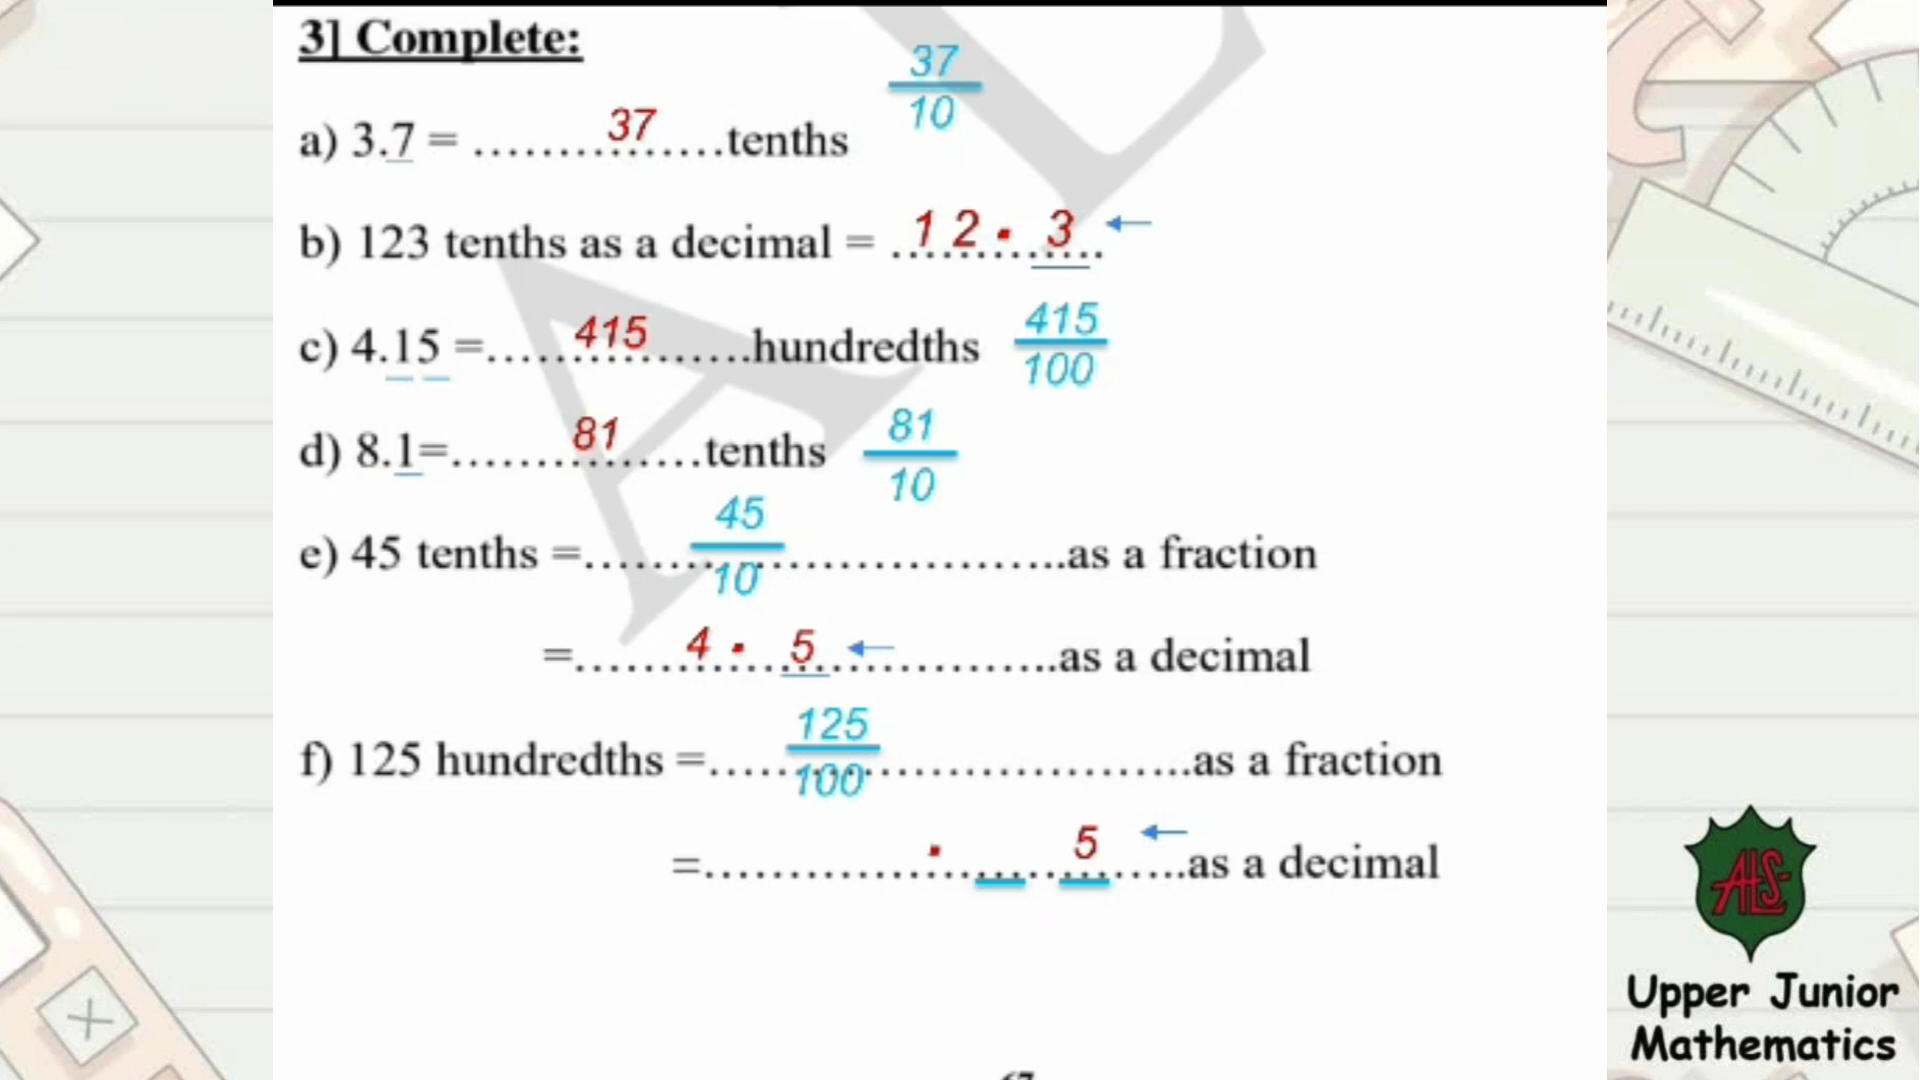 3] Complete:
a) 3.7 = ........37........tenths 37/10
b) 123 tenths as a decimal = .12.3..
c) 4.15 =......415......hundredths 415/100
d) 8.1=......81......tenths 81/10
e) 45 tenths =......45/10..................as a fraction
=......4.5..................as a decimal
f) 125 hundredths =....125/100..................as a fraction
=............. . .... 5 ....as a decimal
ALS
Upper Junior
Mathematics